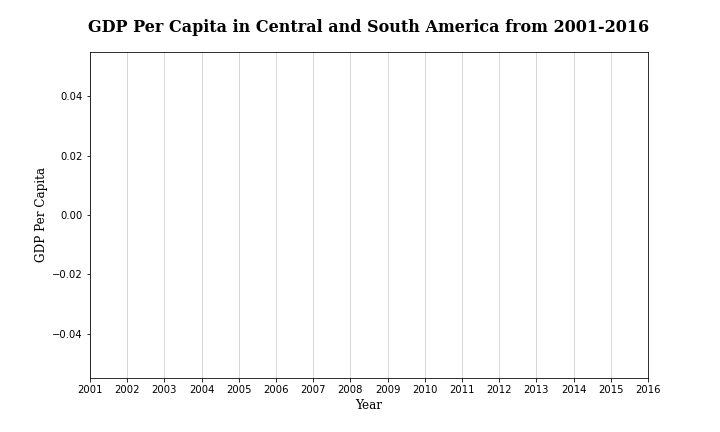 GDP Per Capita in Central and South America from 2001-2016
0.04
0.02
0.00
−0.02
−0.04
GDP Per Capita
2001 2002 2003 2004 2005 2006 2007 2008 2009 2010 2011 2012 2013 2014 2015 2016
Year